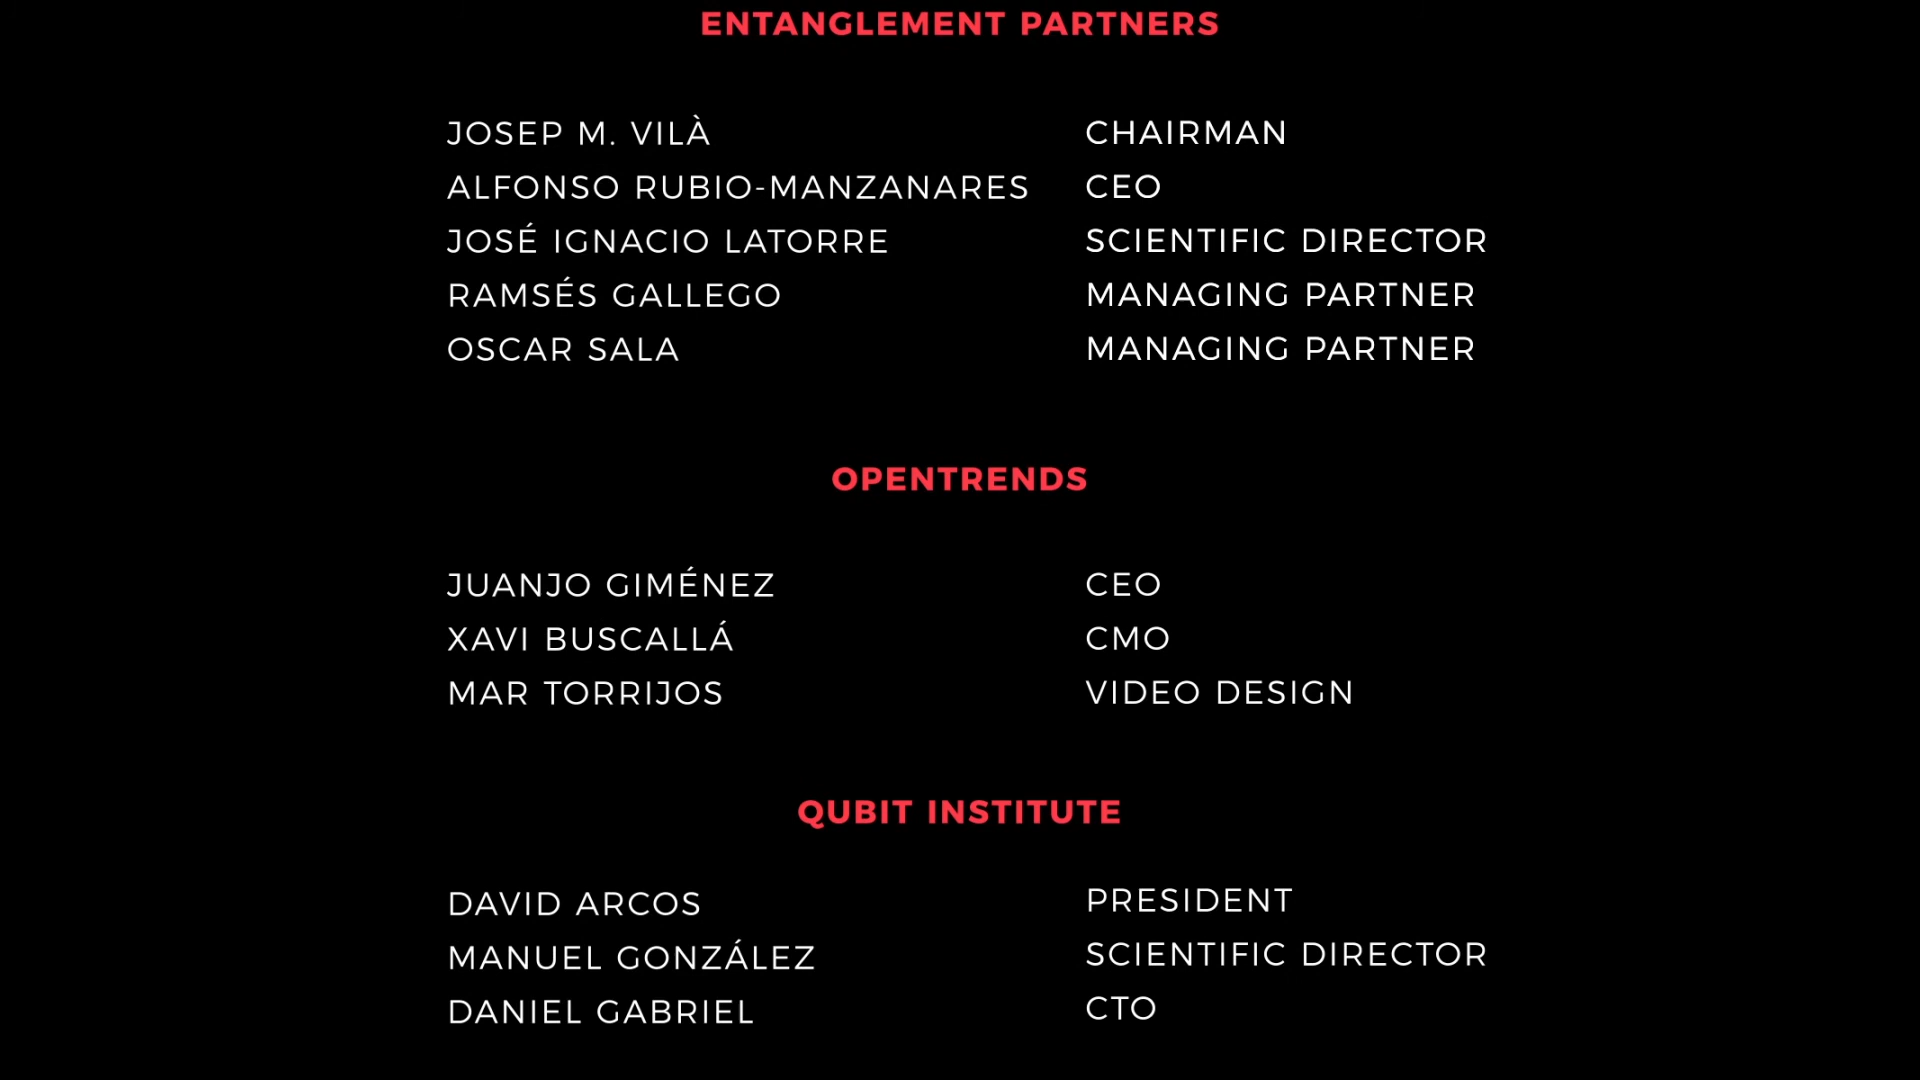 ENTANGLEMENT PARTNERS
JOSEP M. VILÀ CHAIRMAN
ALFONSO RUBIO-MANZANARES CEO
JOSÉ IGNACIO LATORRE SCIENTIFIC DIRECTOR
RAMSÉS GALLEGO MANAGING PARTNER
OSCAR SALA MANAGING PARTNER
OPENTRENDS
JUANJO GIMÉNEZ CEO
XAVI BUSCALLÁ CMO
MAR TORRIJOS VIDEO DESIGN
QUBIT INSTITUTE
DAVID ARCOS PRESIDENT
MANUEL GONZÁLEZ SCIENTIFIC DIRECTOR
DANIEL GABRIEL CTO